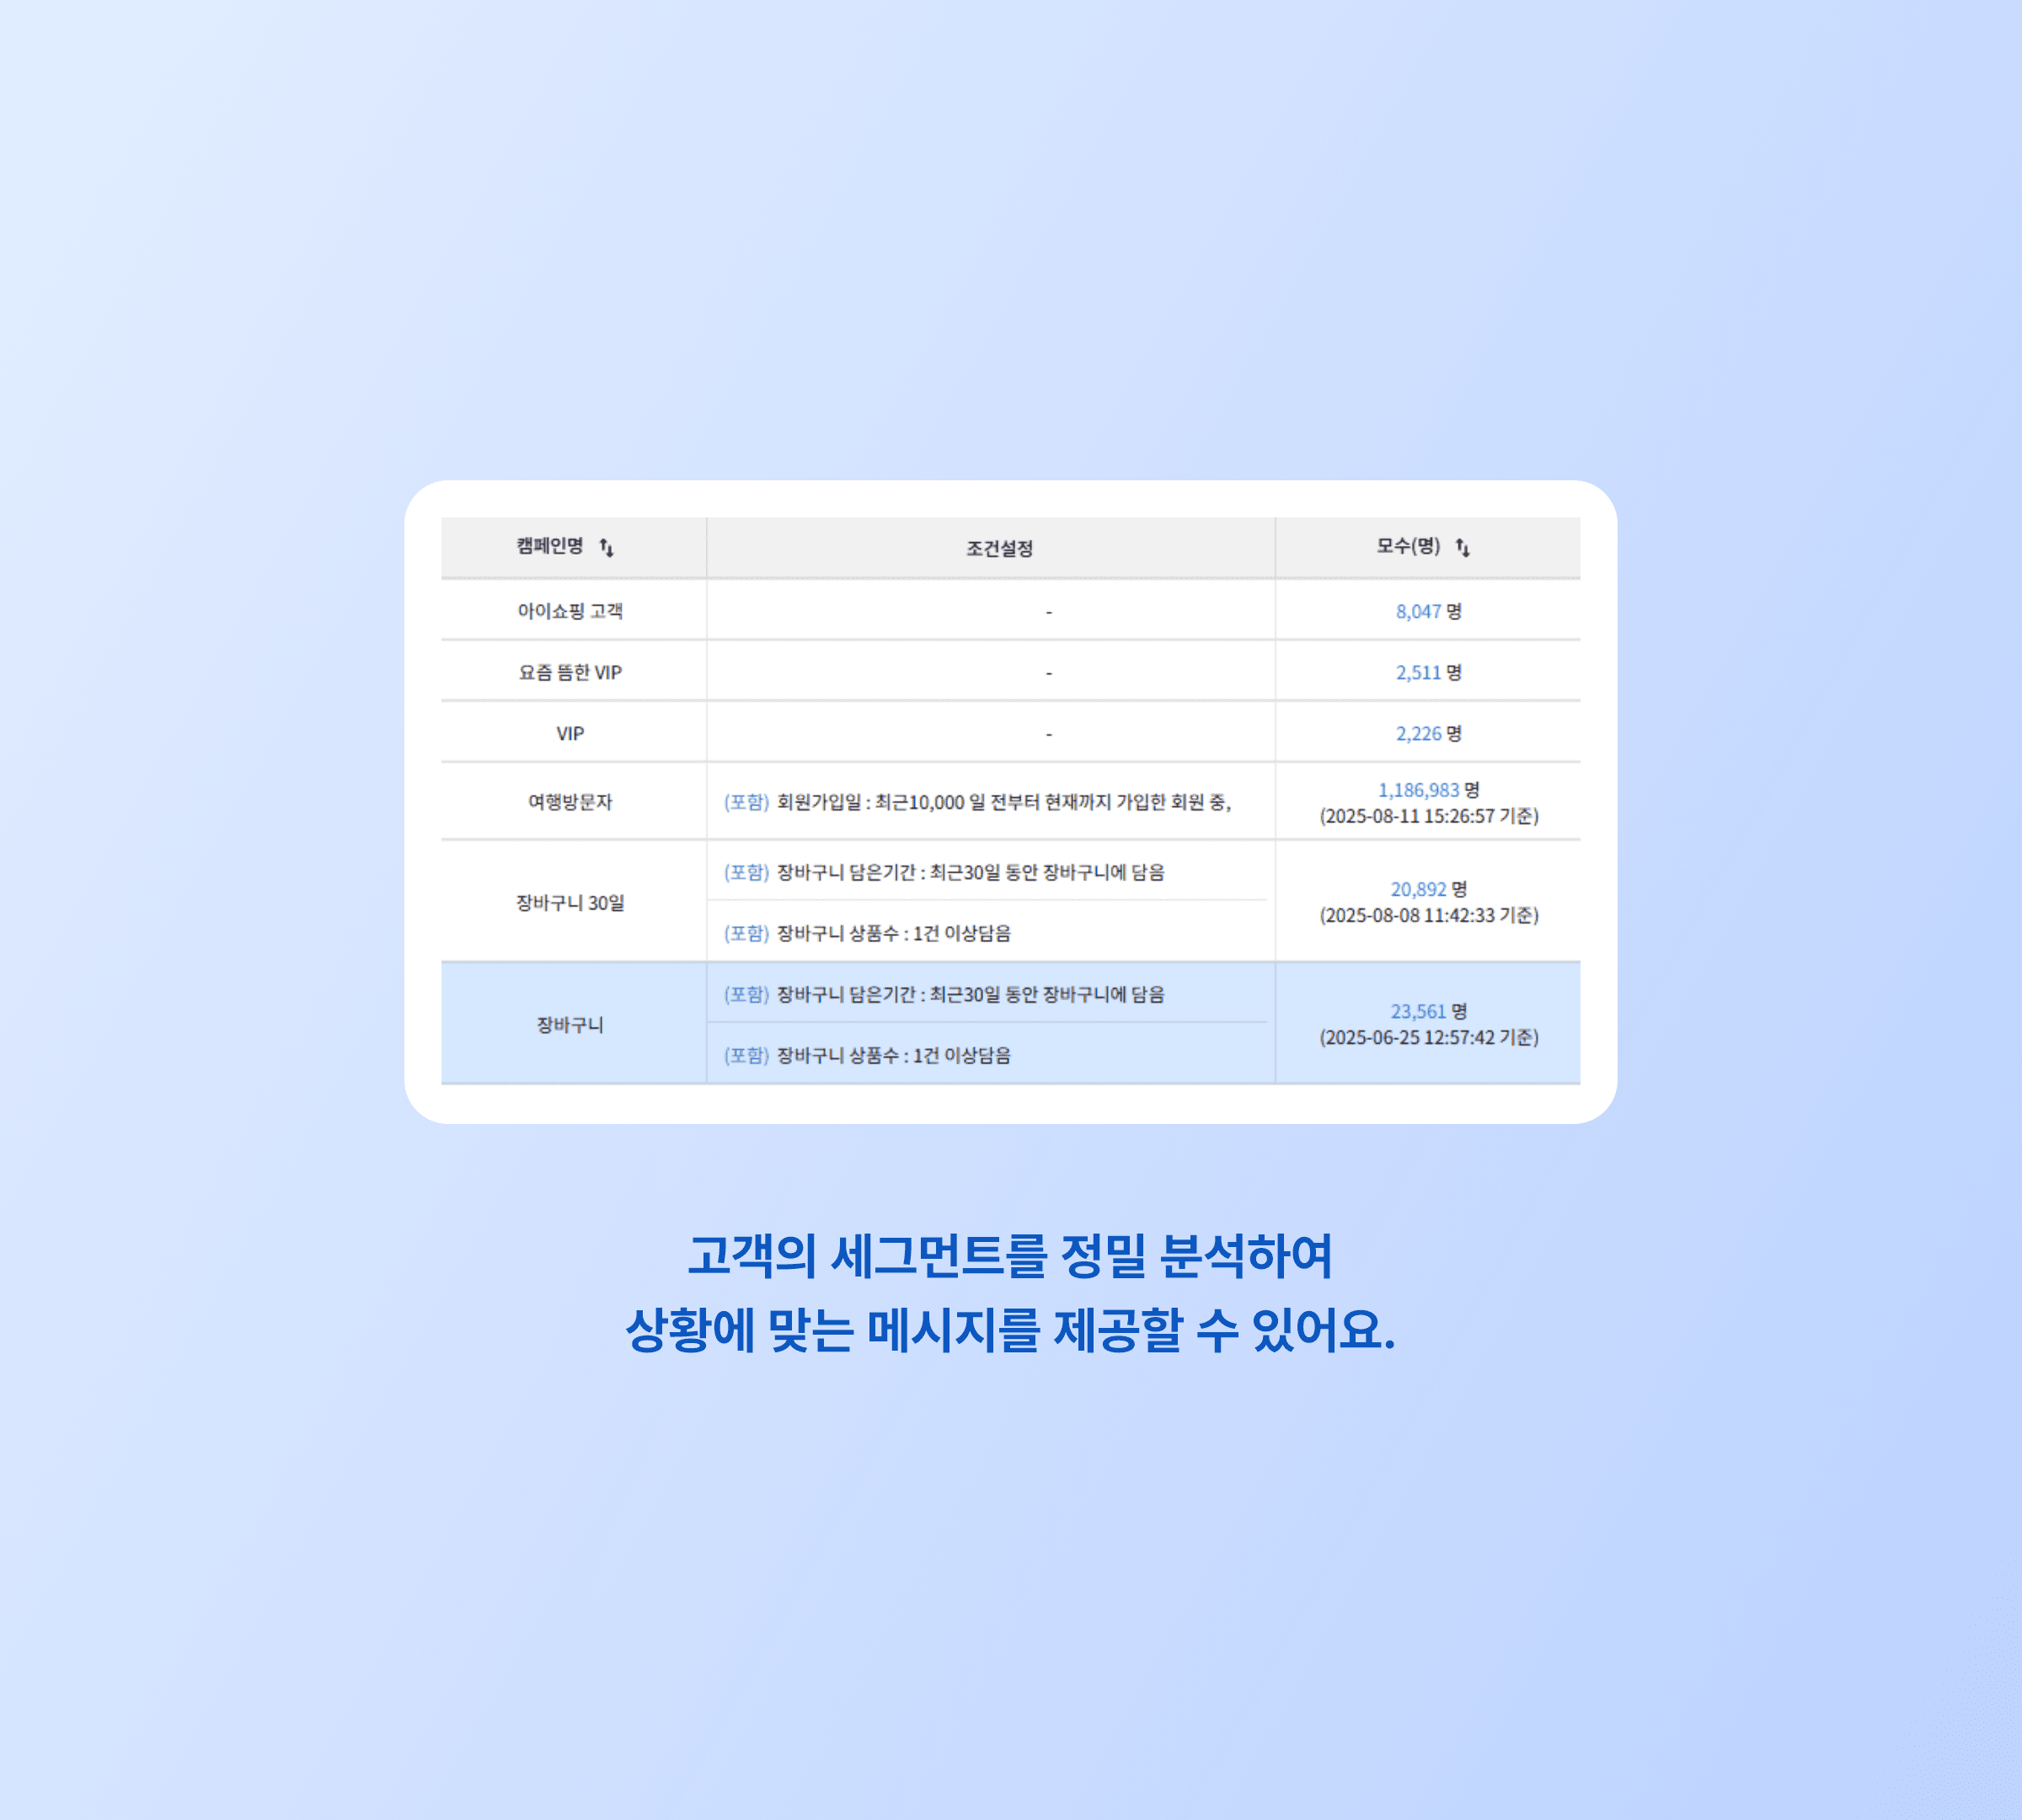 캠페인명 조건설정 모수(명)
아이쇼핑 고객 - 8,047 명
요즘 뜸한 VIP - 2,511 명
VIP - 2,226 명
여행방문자 (포함) 회원가입일 : 최근10,000 일 전부터 현재까지 가입한 회원 중, 1,186,983 명
(2025-08-11 15:26:57 기준)
장바구니 30일
(포함) 장바구니 담은기간 : 최근30일 동안 장바구니에 담음
(포함) 장바구니 상품수 : 1건 이상담음
20,892 명
(2025-08-08 11:42:33 기준)
장바구니
(포함) 장바구니 담은기간 : 최근30일 동안 장바구니에 담음
(포함) 장바구니 상품수 : 1건 이상담음
23,561 명
(2025-06-25 12:57:42 기준)
고객의 세그먼트를 정밀 분석하여
상황에 맞는 메시지를 제공할 수 있어요.